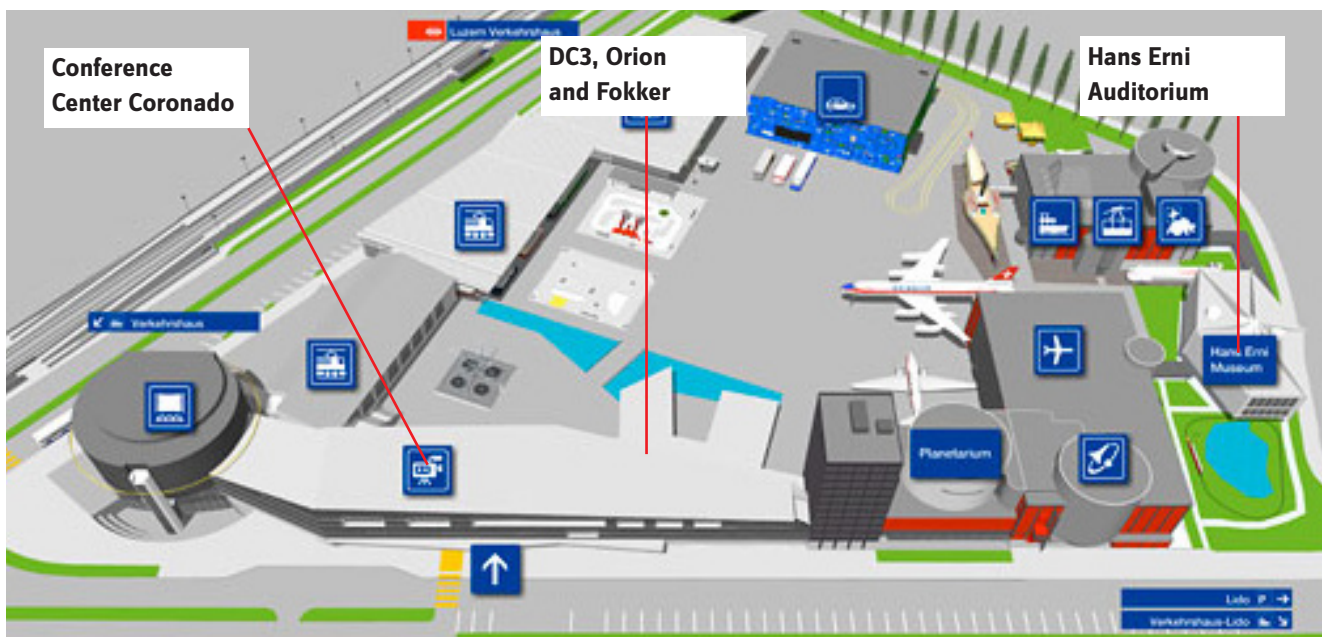 Luzern Verkehrshaus
Conference
Center Coronado
DC3, Orion
and Fokker
Hans Erni
Auditorium
Verkehrshaus
Hans Erni
Museum
Planetarium
Lido P
Verkehrshaus-Lido